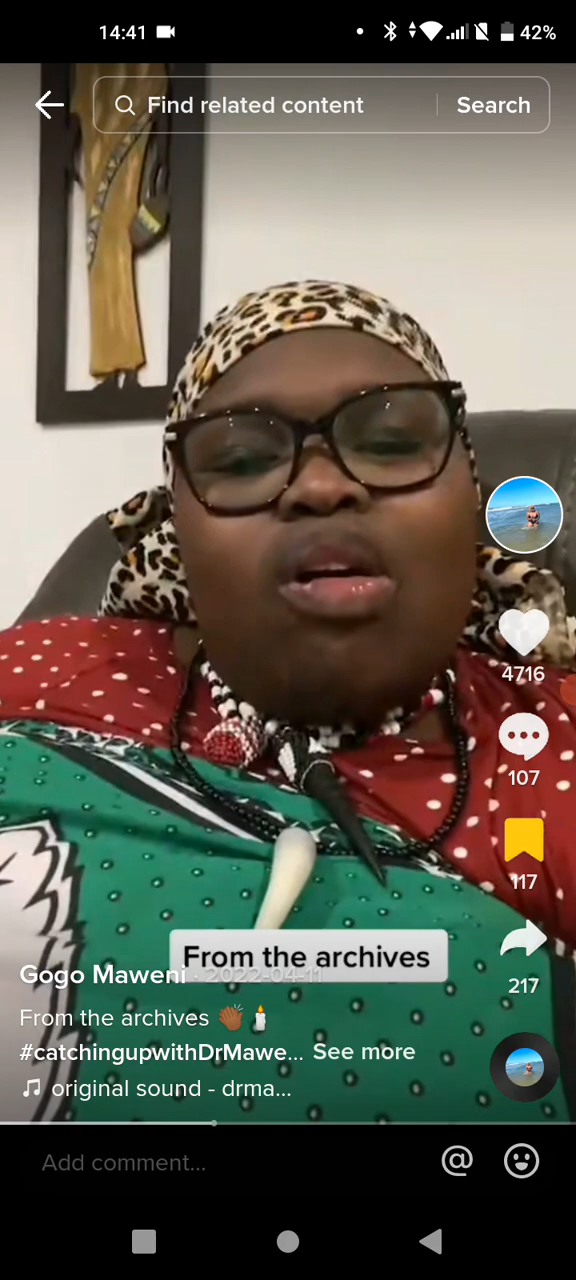 14:41
42%
Find related content
Search
4716
107
117
From the archives
Gogo Maweni · 2022-04-11
217
From the archives 👏🏾🕯️
#catchingupwithDrMawe... See more
original sound - drma...
Add comment...
@